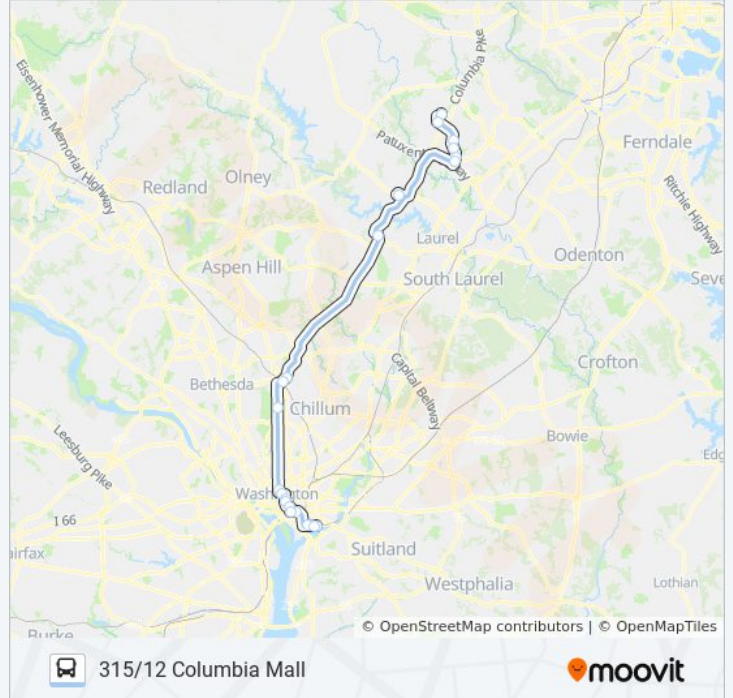 Columbia Pike
Eisenhower Memorial Highway
Ferndale
Olney
Redland
Ritchie Highway
Laurel
Odenton
Aspen Hill
South Laurel
Seve
Bethesda
Capital Beltway
Crofton
Chillum
Leesburg Pike
Bowie
Edg
Washington
I 66
airfax
Suitland
Westphalia
Lothian
Burke
© OpenStreetMap contributors | © OpenMapTiles
315/12 Columbia Mall
moovit